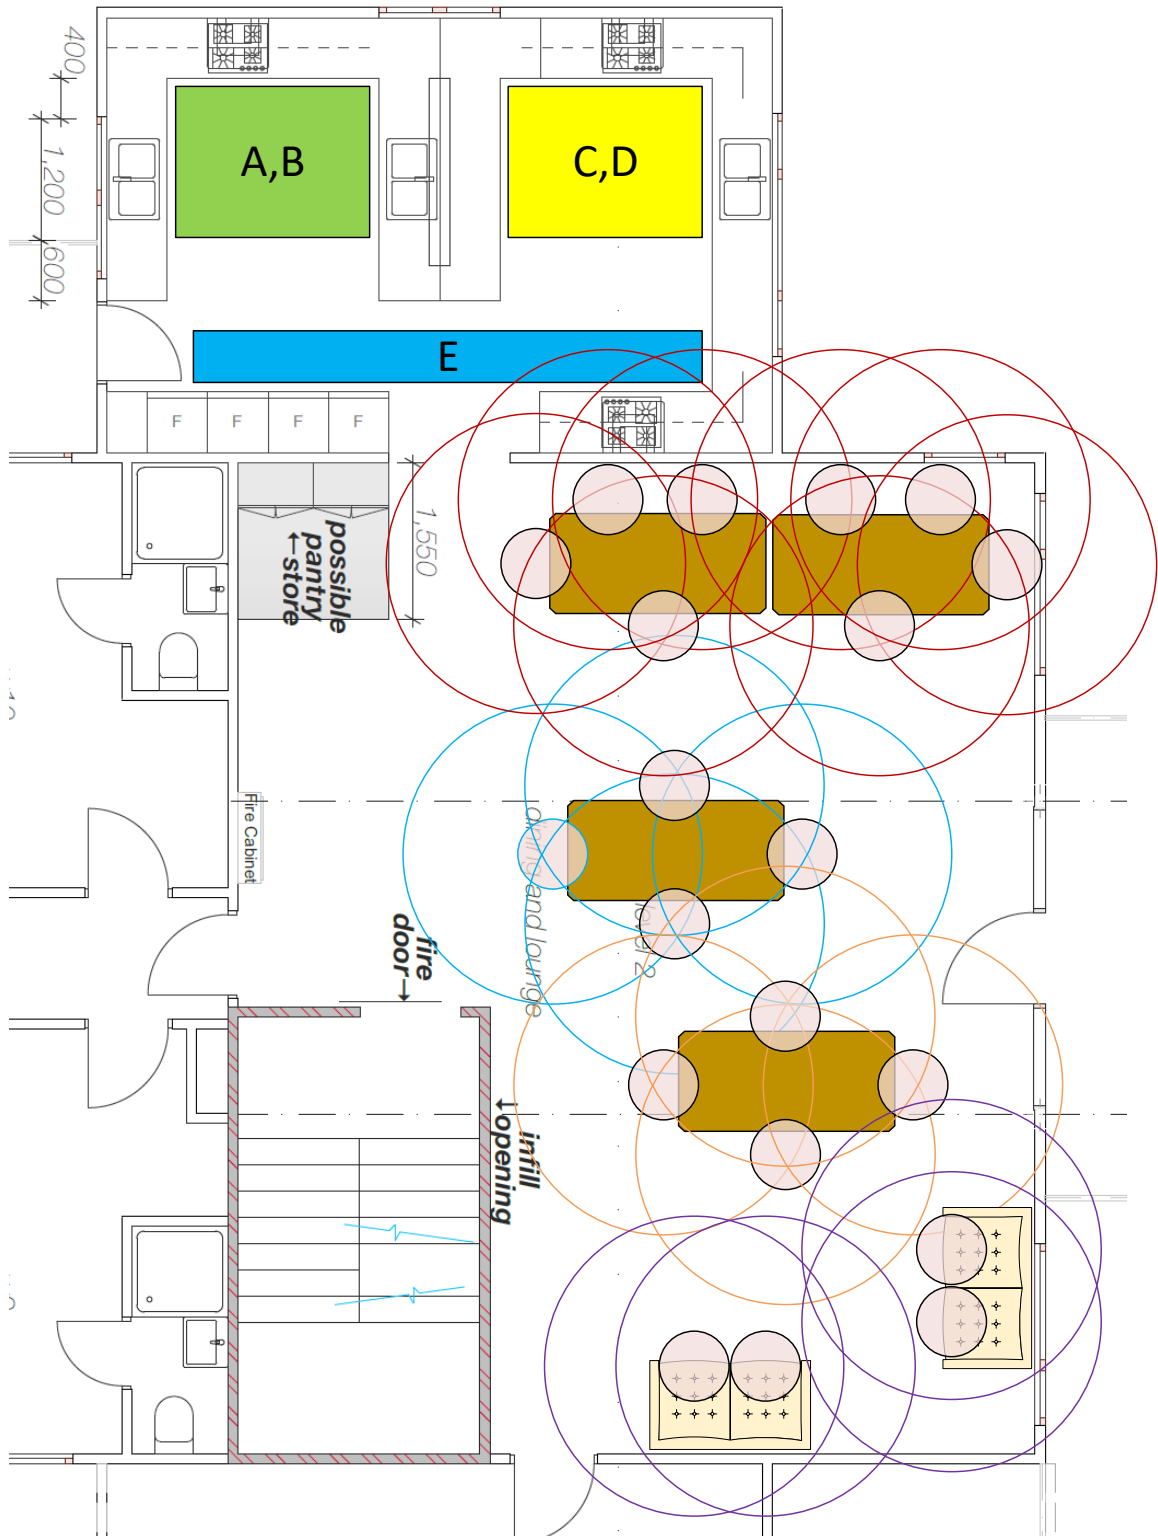 400
1,200
600
A,B
C,D
E
F
F
F
F
1,550
possible
pantry
←store
Fire Cabinet
dining and lounge
level 2
fire
door→
infill
↓opening